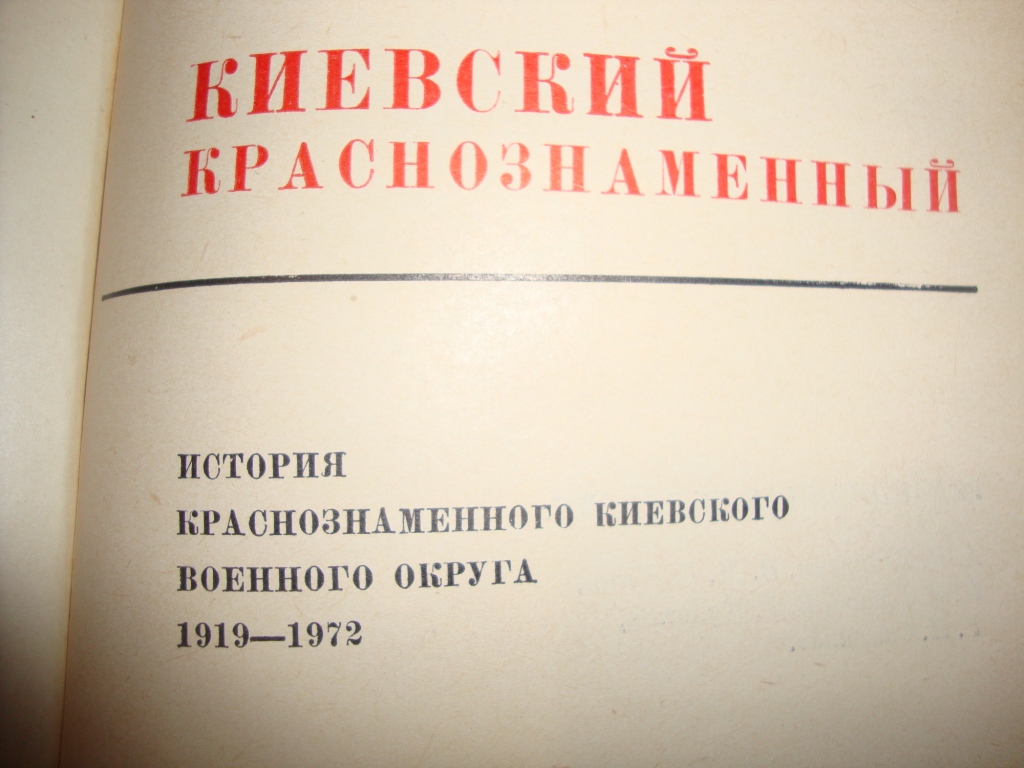 КИЕВСКИЙ
КРАСНОЗНАМЕННЫЙ
ИСТОРИЯ
КРАСНОЗНАМЕННОГО КИЕВСКОГО
ВОЕННОГО ОКРУГА
1919—1972